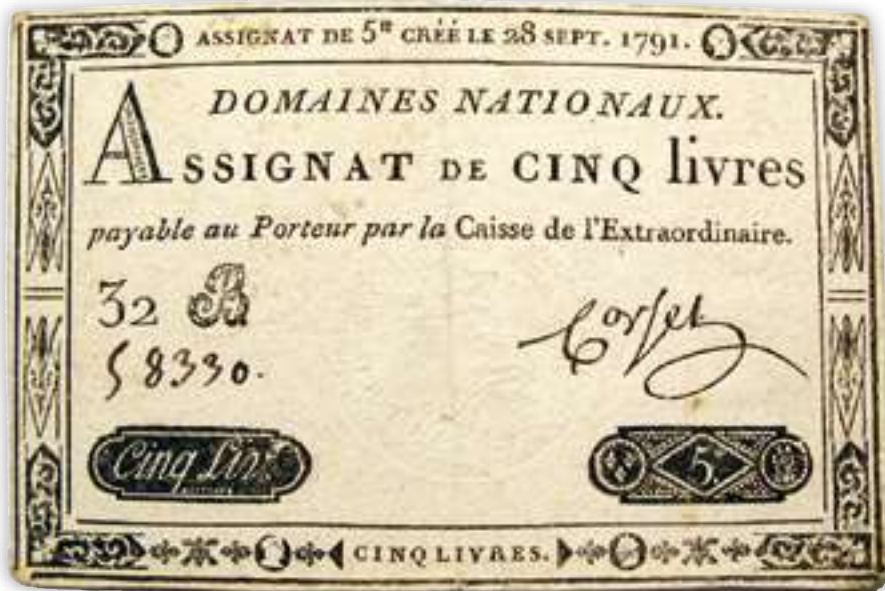 ASSIGNAT DE 5ᵗᵗ CRÉÉ LE 28 SEPT. 1791.
DOMAINES NATIONAUX.
ASSIGNAT DE CINQ livres
payable au Porteur par la Caisse de l'Extraordinaire.
32 B
58330.
Corset
Cinq Liv.
5
CINQ LIVRES.